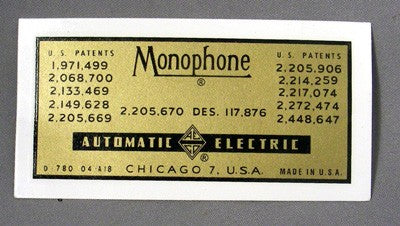 Monophone
®
U.S. PATENTS
1,971,499
2,068,700
2,133,469
2,149,628
2,205,669
2,205,670 DES. 117,876
U.S. PATENTS
2,205,906
2,214,259
2,217,074
2,272,474
2,448,647
AUTOMATIC ELECTRIC
®
D 780 04 A18 CHICAGO 7, U.S.A. MADE IN U.S.A.